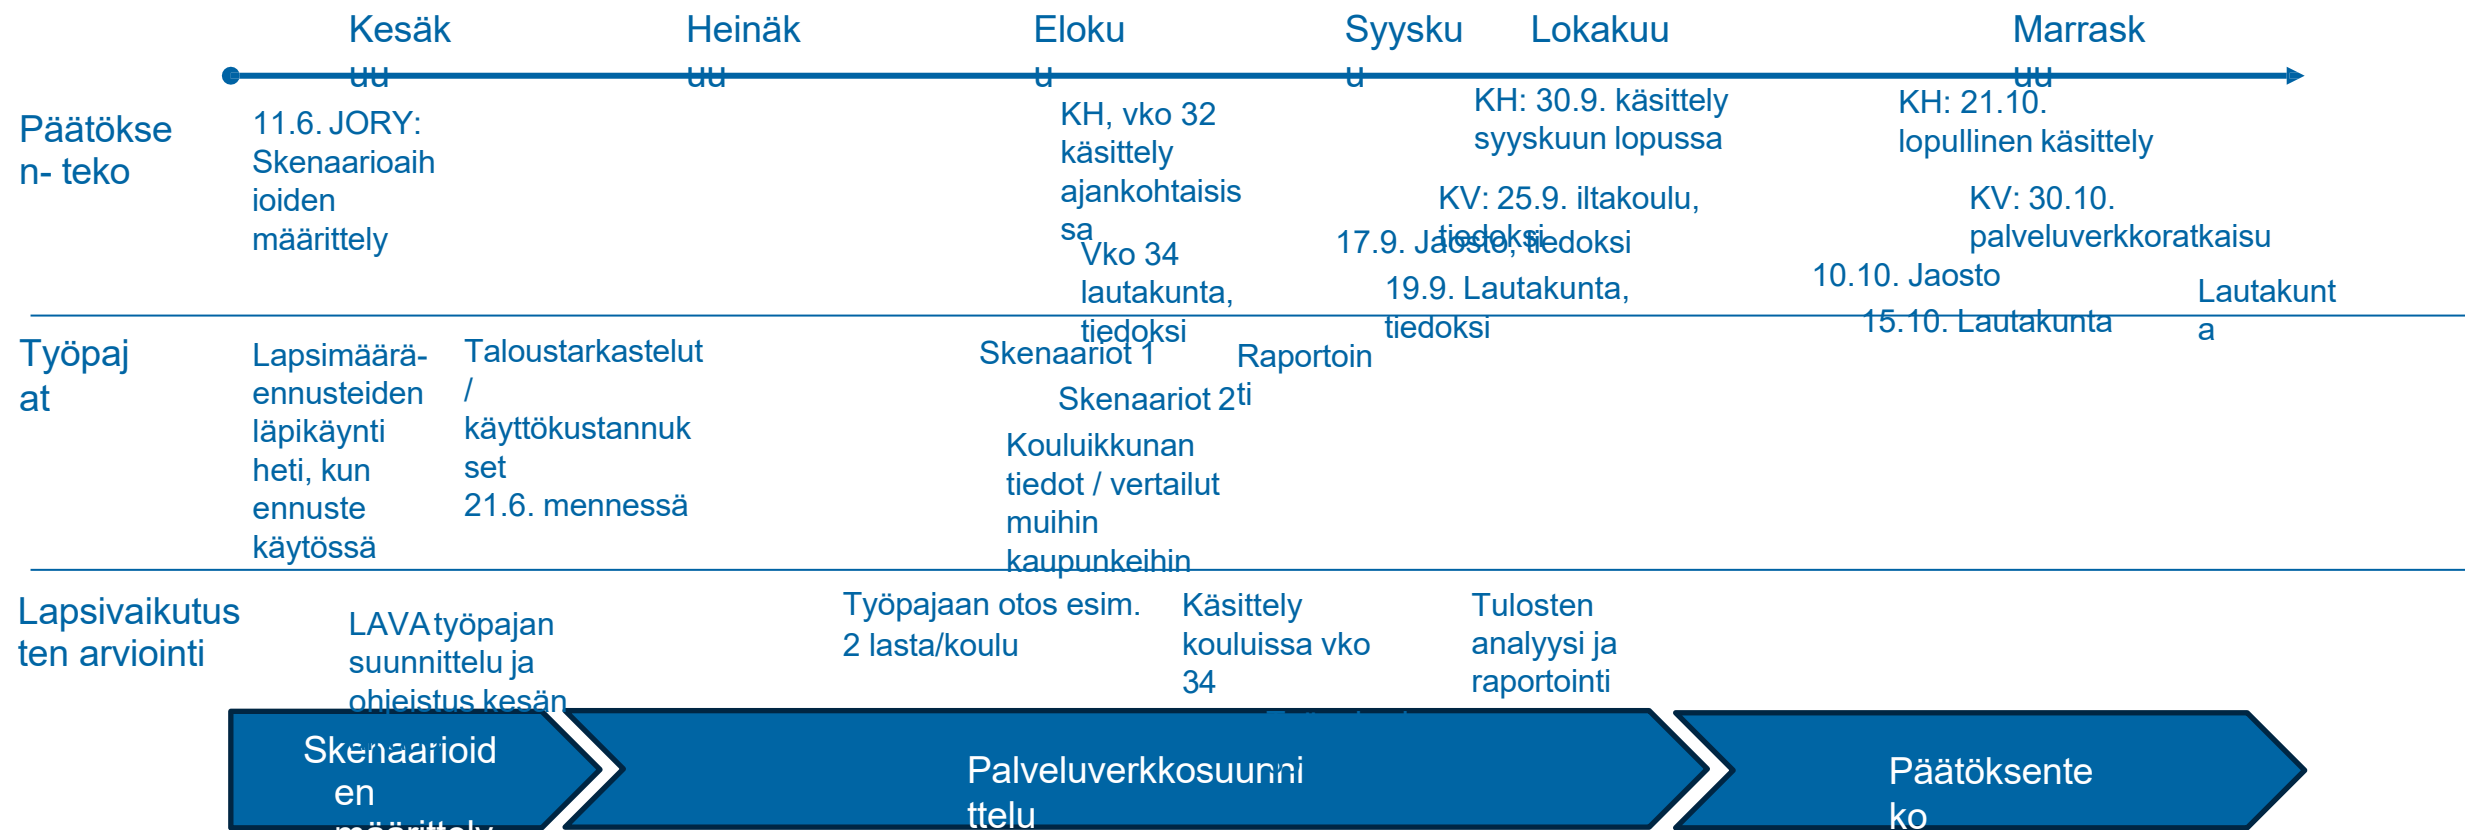 Kesäk
uu
Heinäk
uu
Eloku
u
Syysku
u
Lokakuu
Marrask
uu
Päätökse
n- teko
11.6. JORY:
Skenaarioaih
ioiden
määrittely
KH, vko 32
käsittely
ajankohtaisis
sa
Vko 34
lautakunta,
tiedoksi
KH: 30.9. käsittely
syyskuun lopussa
KV: 25.9. iltakoulu,
tiedoksi
17.9. Jaosto, tiedoksi
19.9. Lautakunta,
tiedoksi
KH: 21.10.
lopullinen käsittely
KV: 30.10.
palveluverkkoratkaisu
10.10. Jaosto
15.10. Lautakunta
Lautakunt
a
Työpaj
at
Lapsimäärä-
ennusteiden
läpikäynti
heti, kun
ennuste
käytössä
Taloustarkastelut
/
käyttökustannuk
set
21.6. mennessä
Skenaariot 1
Skenaariot 2
Raportoin
ti
Kouluikkunan
tiedot / vertailut
muihin
kaupunkeihin
Lapsivaikutus
ten arviointi
LAVA työpajan
suunnittelu ja
ohjeistus kesän
Työpajaan otos esim.
2 lasta/koulu
Käsittely
kouluissa vko
34
Tulosten
analyysi ja
raportointi
Skenaarioid
en
määrittely
Palveluverkkosuunni
ttelu
Päätöksente
ko